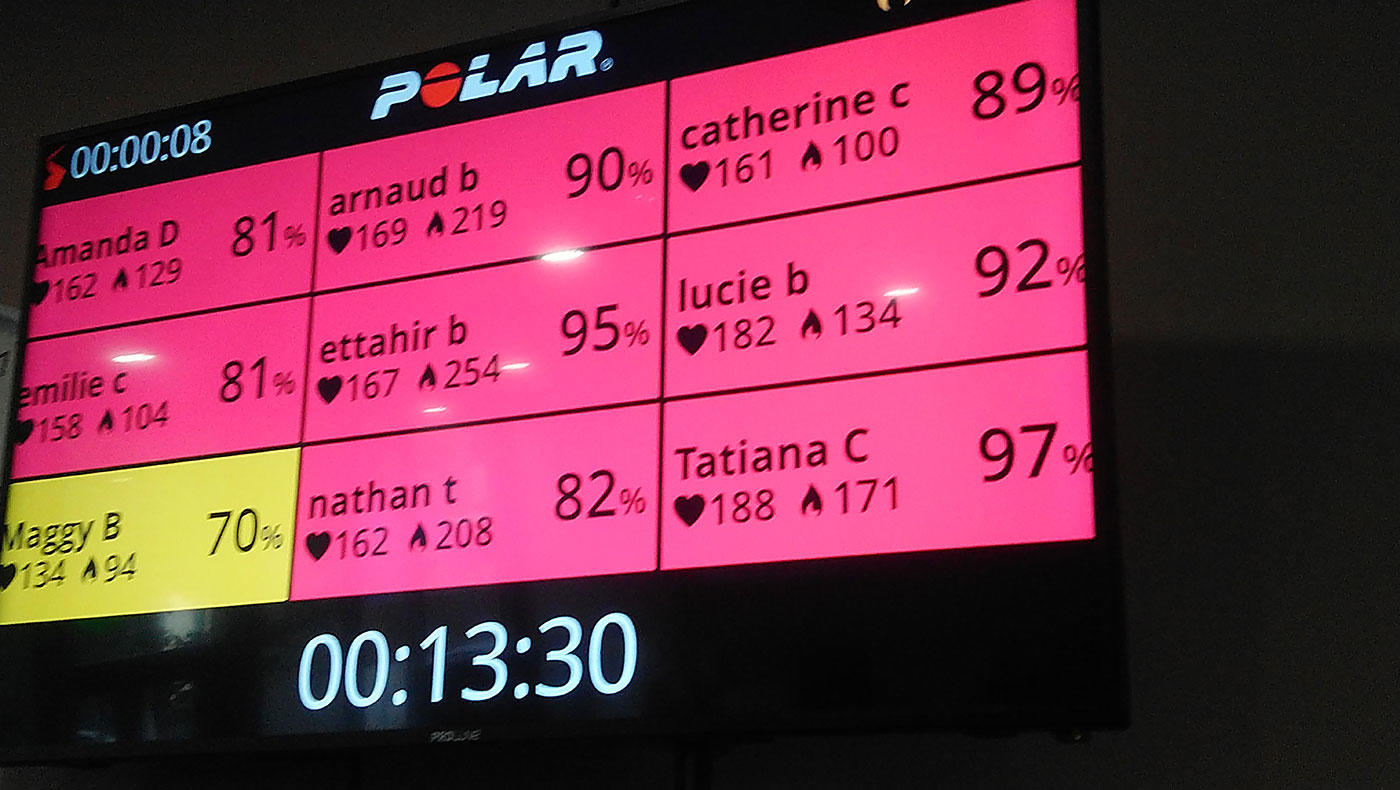 POLAR®
00:00:08
Amanda D 81%
162 129
arnaud b 90%
169 219
catherine c 89%
161 100
emilie c 81%
158 104
ettahir b 95%
167 254
lucie b 92%
182 134
Maggy B 70%
134 94
nathan t 82%
162 208
Tatiana C 97%
188 171
00:13:30
PROLINE